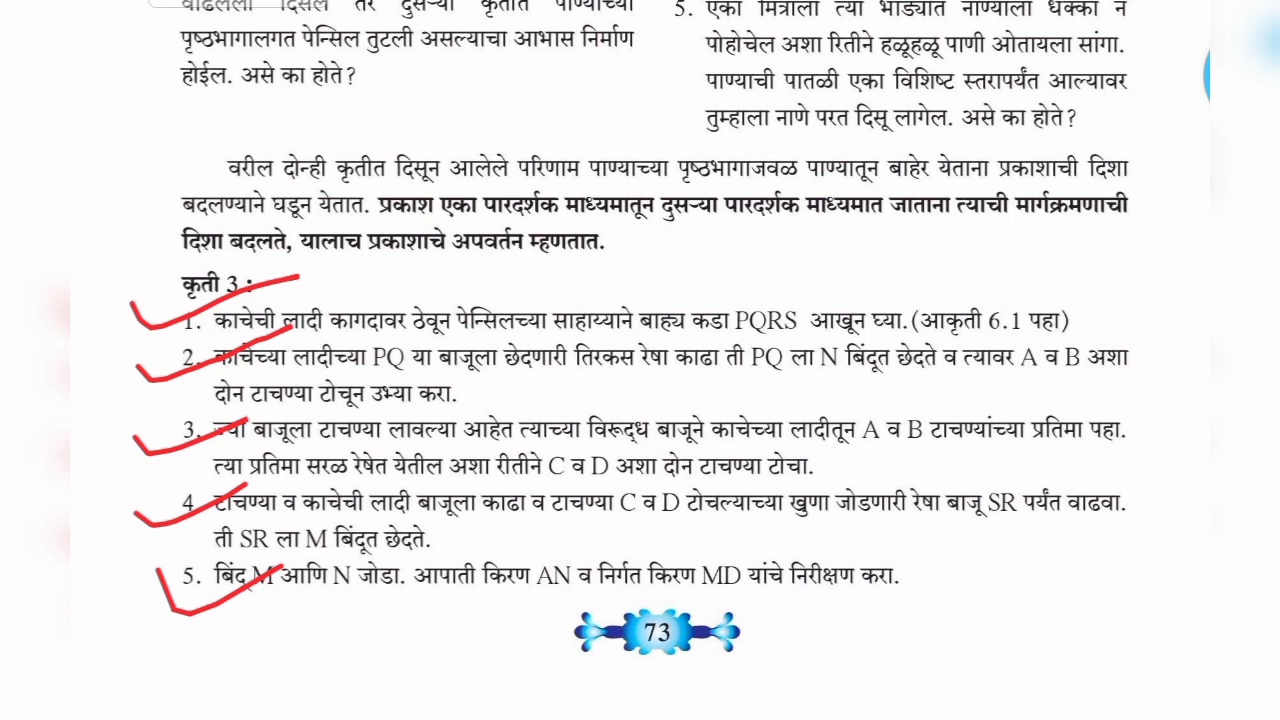 वाढलेली दिसेल तर दुसऱ्या कृतीत पाण्याच्या
पृष्ठभागालगत पेन्सिल तुटली असल्याचा आभास निर्माण
होईल. असे का होते?
5. एका मित्राला त्या भांड्यात नाण्याला धक्का न
पोहोचेल अशा रितीने हळूहळू पाणी ओतायला सांगा.
पाण्याची पातळी एका विशिष्ट स्तरापर्यंत आल्यावर
तुम्हाला नाणे परत दिसू लागेल. असे का होते?
वरील दोन्ही कृतीत दिसून आलेले परिणाम पाण्याच्या पृष्ठभागाजवळ पाण्यातून बाहेर येताना प्रकाशाची दिशा
बदलण्याने घडून येतात. प्रकाश एका पारदर्शक माध्यमातून दुसऱ्या पारदर्शक माध्यमात जाताना त्याची मार्गक्रमणाची
दिशा बदलते, यालाच प्रकाशाचे अपवर्तन म्हणतात.
कृती 3 :
1. काचेची लादी कागदावर ठेवून पेन्सिलच्या साहाय्याने बाह्य कडा PQRS आखून घ्या.(आकृती 6.1 पहा)
2. काचेच्या लादीच्या PQ या बाजूला छेदणारी तिरकस रेषा काढा ती PQ ला N बिंदूत छेदते व त्यावर A व B अशा
दोन टाचण्या टोचून उभ्या करा.
3. ज्या बाजूला टाचण्या लावल्या आहेत त्याच्या विरूद्ध बाजूने काचेच्या लादीतून A व B टाचण्यांच्या प्रतिमा पहा.
त्या प्रतिमा सरळ रेषेत येतील अशा रीतीने C व D अशा दोन टाचण्या टोचा.
4. टाचण्या व काचेची लादी बाजूला काढा व टाचण्या C व D टोचल्याच्या खुणा जोडणारी रेषा बाजू SR पर्यंत वाढवा.
ती SR ला M बिंदूत छेदते.
5. बिंदू M आणि N जोडा. आपाती किरण AN व निर्गत किरण MD यांचे निरीक्षण करा.
73